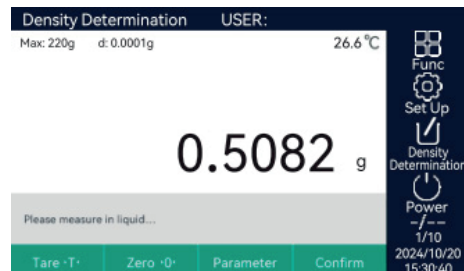 Density Determination USER:
Max: 220g d: 0.0001g 26.6 ℃
0.5082 g
Please measure in liquid...
Tare ·T· Zero ·0· Parameter Confirm
Func
Set Up
Density
Determination
Power
-/--
1/10
2024/10/20
15:30:40